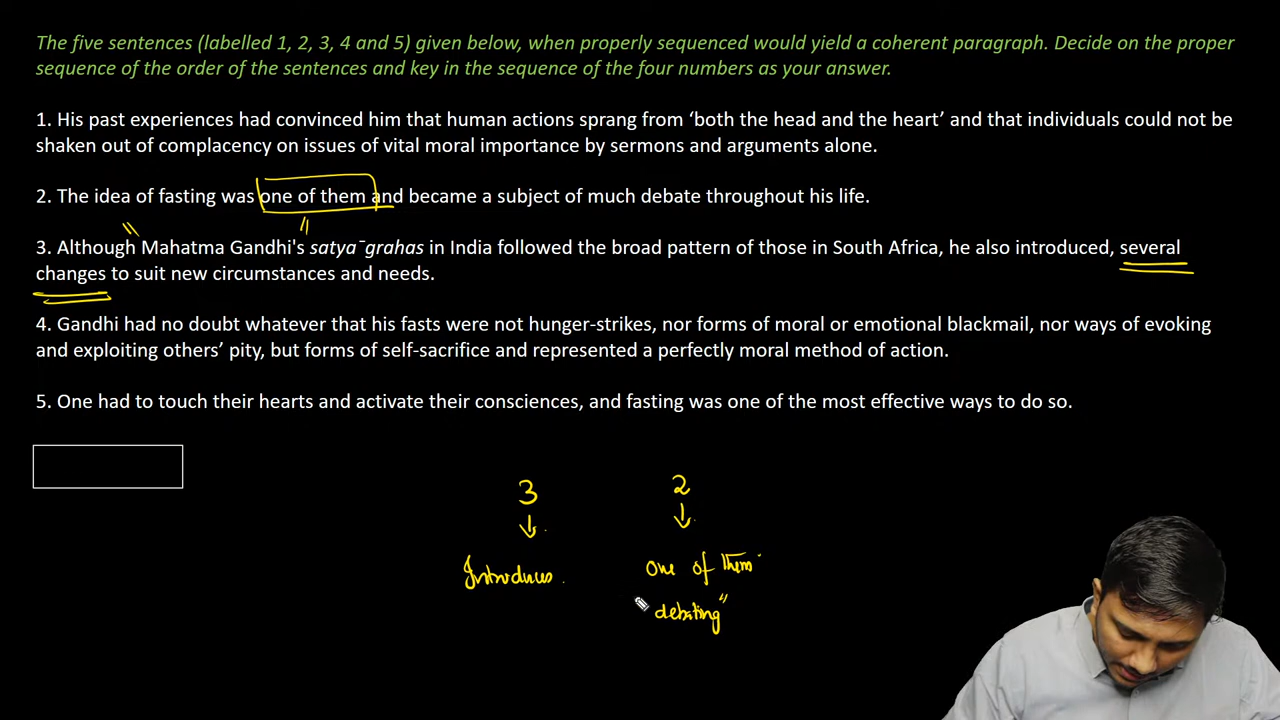 The five sentences (labelled 1, 2, 3, 4 and 5) given below, when properly sequenced would yield a coherent paragraph. Decide on the proper
sequence of the order of the sentences and key in the sequence of the four numbers as your answer.
1. His past experiences had convinced him that human actions sprang from ‘both the head and the heart’ and that individuals could not be
shaken out of complacency on issues of vital moral importance by sermons and arguments alone.
2. The idea of fasting was one of them and became a subject of much debate throughout his life.
3. Although Mahatma Gandhi's satya¯grahas in India followed the broad pattern of those in South Africa, he also introduced, several
changes to suit new circumstances and needs.
4. Gandhi had no doubt whatever that his fasts were not hunger-strikes, nor forms of moral or emotional blackmail, nor ways of evoking
and exploiting others’ pity, but forms of self-sacrifice and represented a perfectly moral method of action.
5. One had to touch their hearts and activate their consciences, and fasting was one of the most effective ways to do so.
3 2
Introduces one of them
debating"